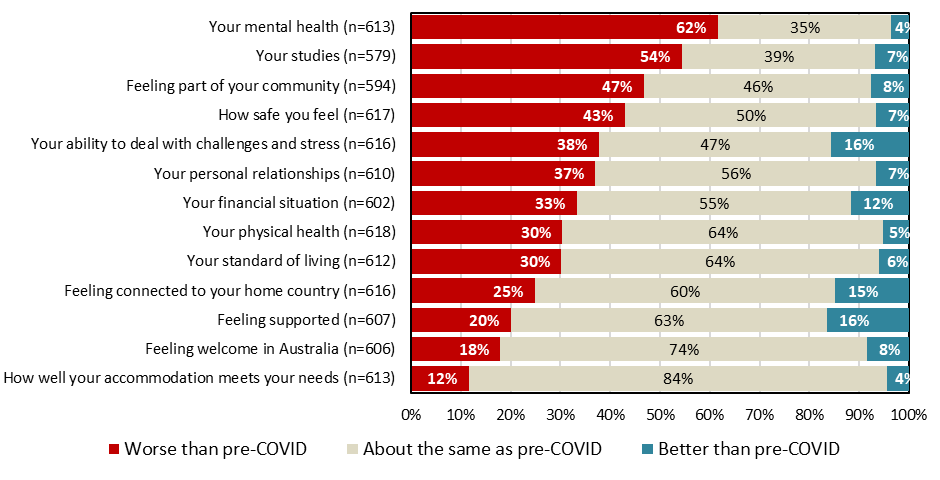 Your mental health (n=613) 62% 35% 4%
Your studies (n=579) 54% 39% 7%
Feeling part of your community (n=594) 47% 46% 8%
How safe you feel (n=617) 43% 50% 7%
Your ability to deal with challenges and stress (n=616) 38% 47% 16%
Your personal relationships (n=610) 37% 56% 7%
Your financial situation (n=602) 33% 55% 12%
Your physical health (n=618) 30% 64% 5%
Your standard of living (n=612) 30% 64% 6%
Feeling connected to your home country (n=616) 25% 60% 15%
Feeling supported (n=607) 20% 63% 16%
Feeling welcome in Australia (n=606) 18% 74% 8%
How well your accommodation meets your needs (n=613) 12% 84% 4%
0% 10% 20% 30% 40% 50% 60% 70% 80% 90% 100%
Worse than pre-COVID About the same as pre-COVID Better than pre-COVID